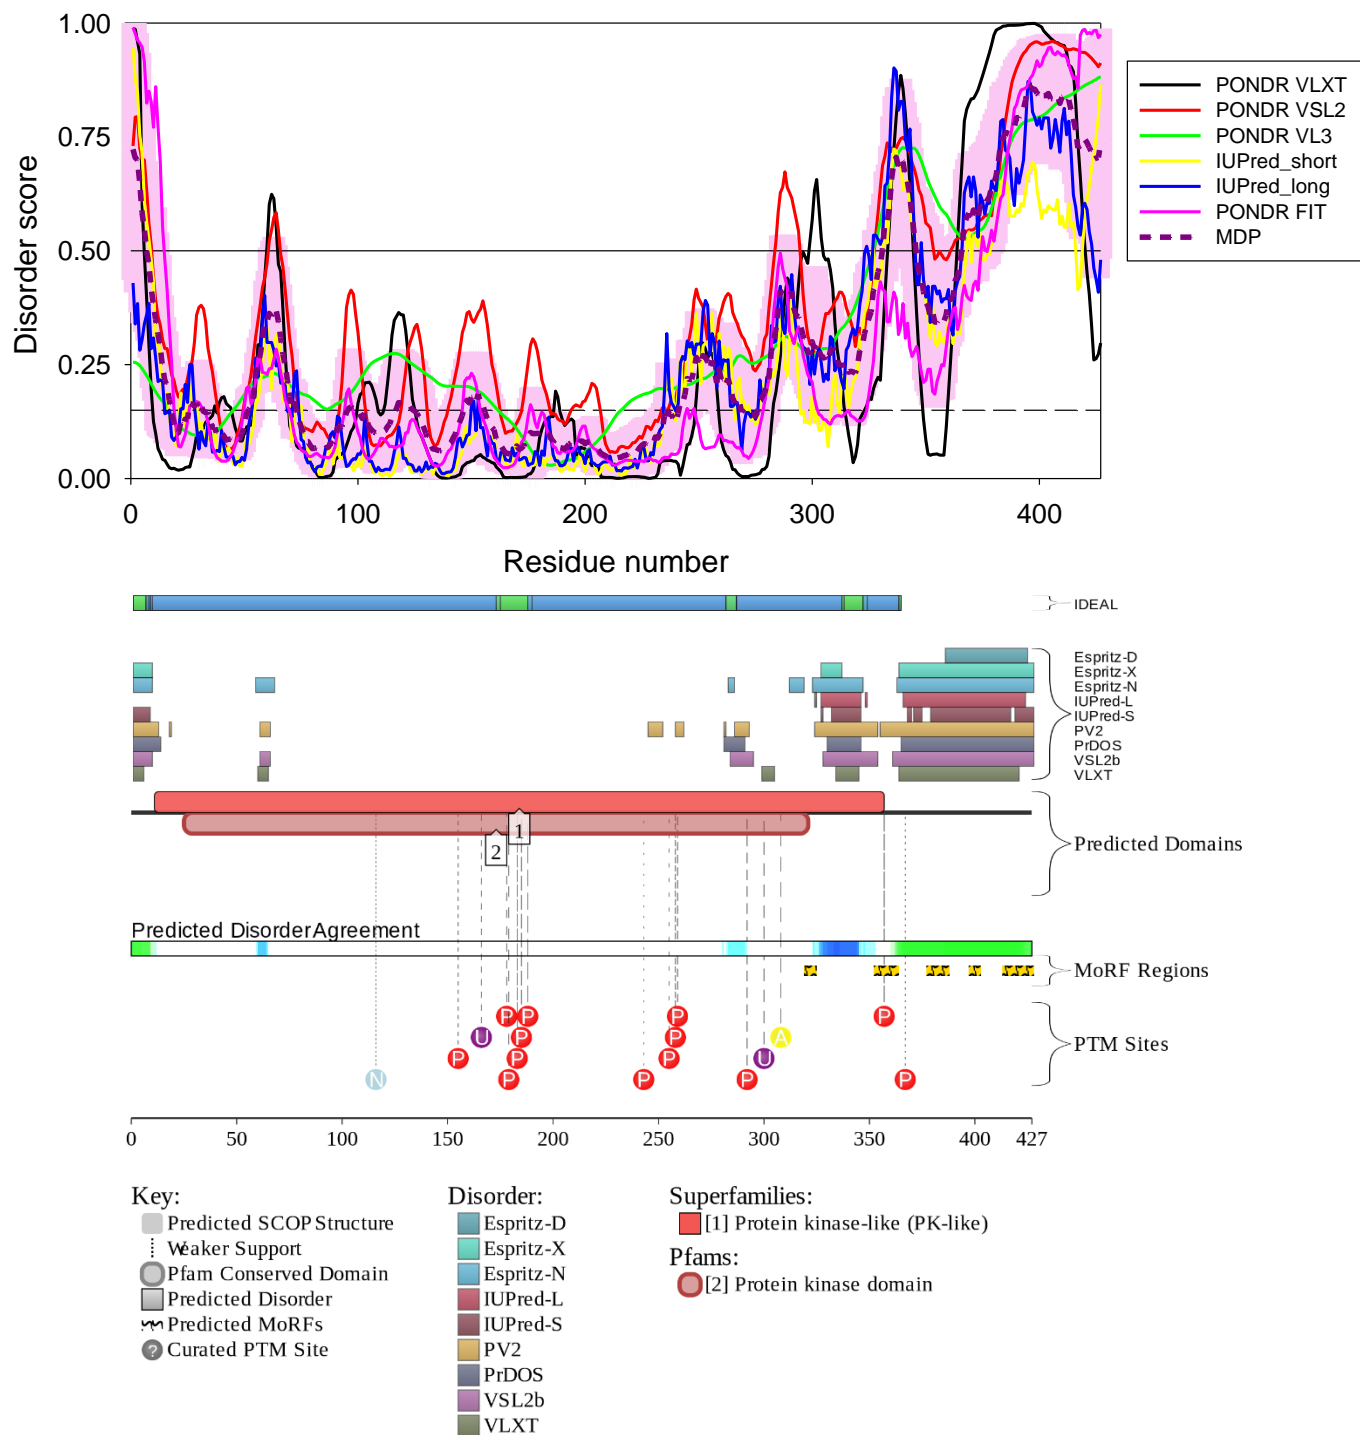 1.00
0.75
0.50
0.25
0.00
Disorder score
0 100 200 300 400
Residue number
PONDR VLXT
PONDR VSL2
PONDR VL3
IUPred_short
IUPred_long
PONDR FIT
MDP
IDEAL
Espritz-D
Espritz-X
Espritz-N
IUPred-L
IUPred-S
PV2
PrDOS
VSL2b
VLXT
1
2
Predicted Domains
Predicted Disorder Agreement
MoRF Regions
P P P P
U P P A
P P P U
N P P P P
PTM Sites
0 50 100 150 200 250 300 350 400 427
Key:
Predicted SCOP Structure
Weaker Support
Pfam Conserved Domain
Predicted Disorder
Predicted MoRFs
? Curated PTM Site
Disorder:
Espritz-D
Espritz-X
Espritz-N
IUPred-L
IUPred-S
PV2
PrDOS
VSL2b
VLXT
Superfamilies:
[1] Protein kinase-like (PK-like)
Pfams:
[2] Protein kinase domain